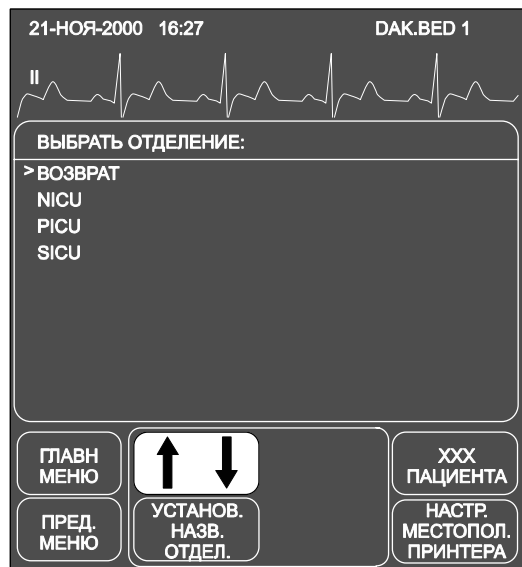 21-НОЯ-2000 16:27 DAK.BED 1
II
ВЫБРАТЬ ОТДЕЛЕНИЕ:
>ВОЗВРАТ
NICU
PICU
SICU
ГЛАВН
МЕНЮ
XXX
ПАЦИЕНТА
ПРЕД.
МЕНЮ
УСТАНОВ.
НАЗВ.
ОТДЕЛ.
НАСТР.
МЕСТОПОЛ.
ПРИНТЕРА